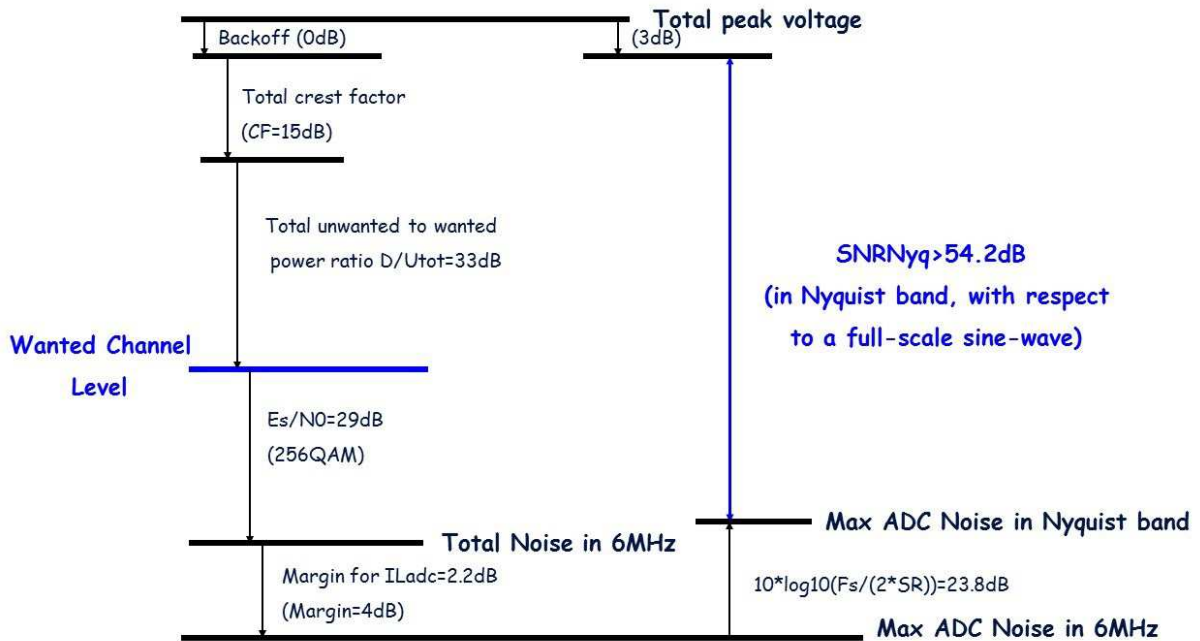 Total peak voltage
Backoff (0dB)
(3dB)
Total crest factor
(CF=15dB)
Total unwanted to wanted
power ratio D/Utot=33dB
SNRNyq>54.2dB
(in Nyquist band, with respect
to a full-scale sine-wave)
Wanted Channel
Level
Es/N0=29dB
(256QAM)
Max ADC Noise in Nyquist band
Total Noise in 6MHz
Margin for ILadc=2.2dB
(Margin=4dB)
10*log10(Fs/(2*SR))=23.8dB
Max ADC Noise in 6MHz